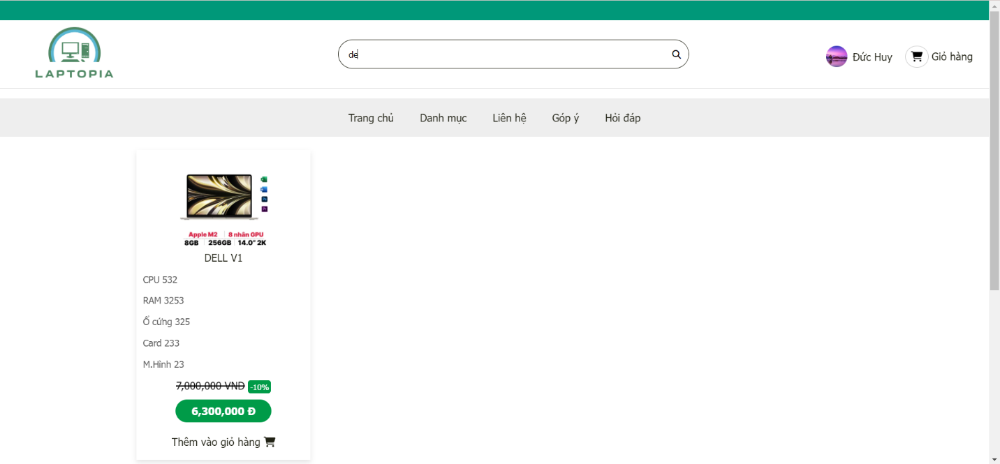 LAPTOPIA
de
Đức Huy
Giỏ hàng
Trang chủ Danh mục Liên hệ Góp ý Hỏi đáp
Apple M2 8 nhân GPU
8GB 256GB 14.0" 2K
DELL V1
CPU 532
RAM 3253
Ổ cứng 325
Card 233
M.Hình 23
7,000,000 VNĐ -10%
6,300,000 Đ
Thêm vào giỏ hàng